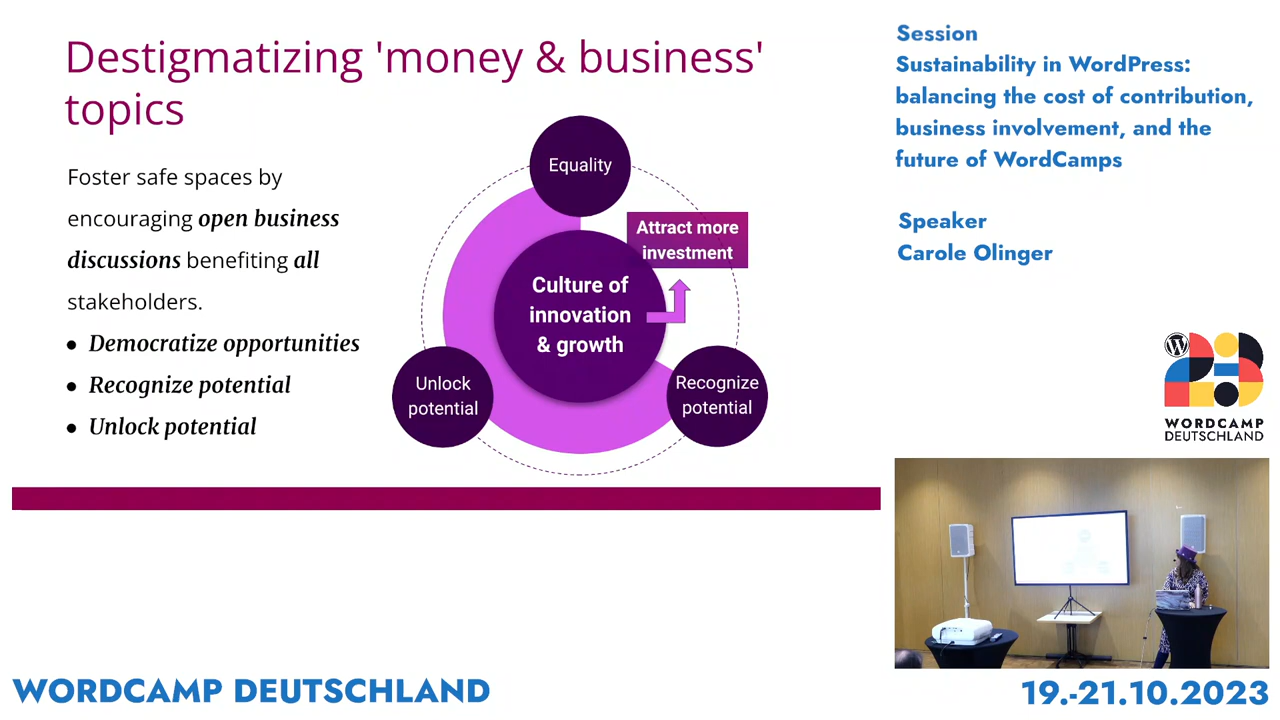 Destigmatizing 'money & business'
topics
Foster safe spaces by
encouraging open business
discussions benefiting all
stakeholders.
● Democratize opportunities
● Recognize potential
● Unlock potential
Equality
Attract more
investment
Culture of
innovation
& growth
Unlock
potential
Recognize
potential
Session
Sustainability in WordPress:
balancing the cost of contribution,
business involvement, and the
future of WordCamps
Speaker
Carole Olinger
WORDCAMP
DEUTSCHLAND
WORDCAMP DEUTSCHLAND
19.-21.10.2023